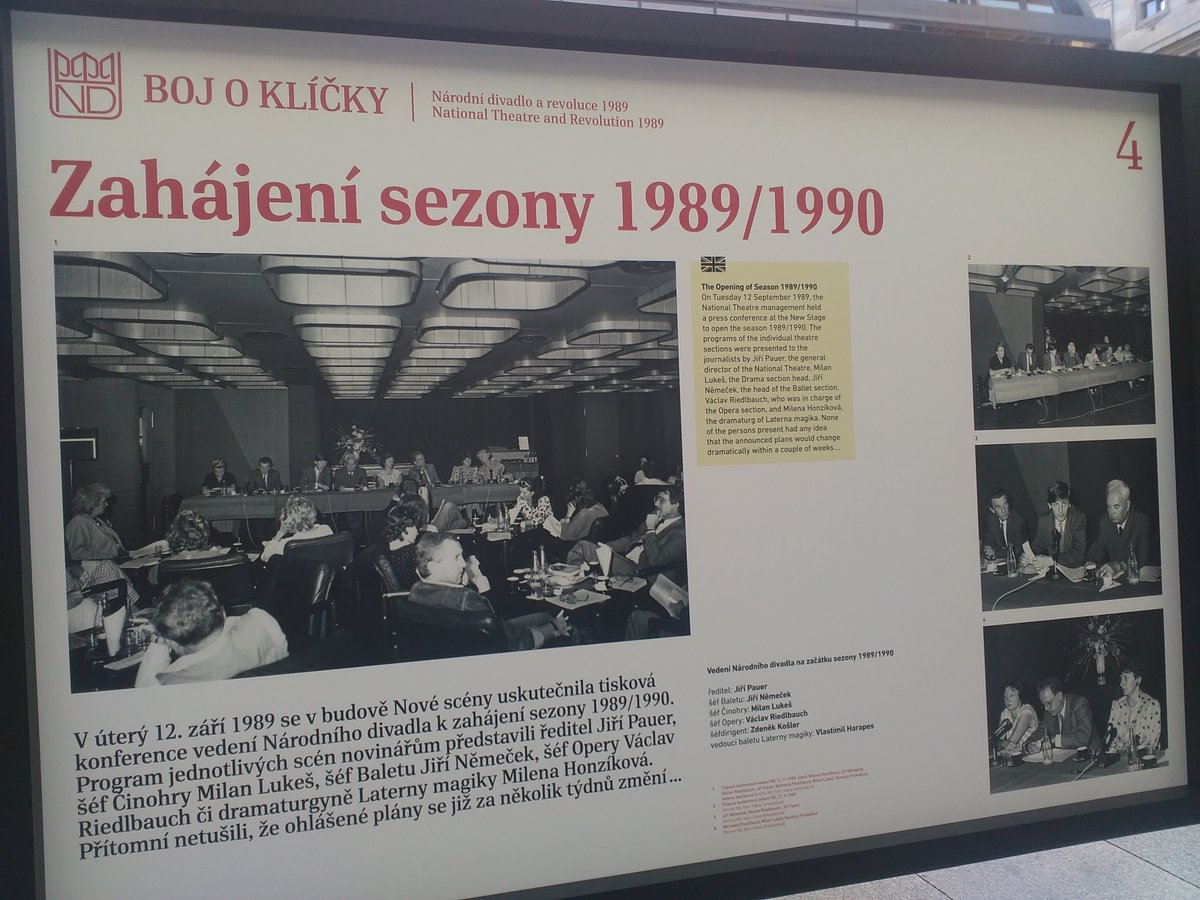 ND
BOJ O KLÍČKY
Národní divadlo a revoluce 1989
National Theatre and Revolution 1989
4
Zahájení sezony 1989/1990
1
The Opening of Season 1989/1990
On Tuesday 12 September 1989, the
National Theatre management held
a press conference at the New Stage
to open the season 1989/1990. The
programs of the individual theatre
sections were presented to the
journalists by Jiří Pauer, the general
director of the National Theatre, Milan
Lukeš, the Drama section head, Jiří
Němeček, the head of the Ballet section,
Václav Riedlbauch, who was in charge of
the Opera section, and Milena Honzíková,
the dramaturg of Laterna magika. None
of the persons present had any idea
that the announced plans would change
dramatically within a couple of weeks...
2
3
4
V úterý 12. září 1989 se v budově Nové scény uskutečnila tisková
konference vedení Národního divadla k zahájení sezony 1989/1990.
Program jednotlivých scén novinářům představili ředitel Jiří Pauer,
šéf Činohry Milan Lukeš, šéf Baletu Jiří Němeček, šéf Opery Václav
Riedlbauch či dramaturgyně Laterny magiky Milena Honzíková.
Přítomní netušili, že ohlášené plány se již za několik týdnů změní...
Vedení Národního divadla na začátku sezony 1989/1990
ředitel: Jiří Pauer
šéf Baletu: Jiří Němeček
šéf Činohry: Milan Lukeš
šéf Opery: Václav Riedlbauch
šéfdirigent: Zdeněk Košler
vedoucí baletu Laterny magiky: Vlastimil Harapes
1
2
3
4